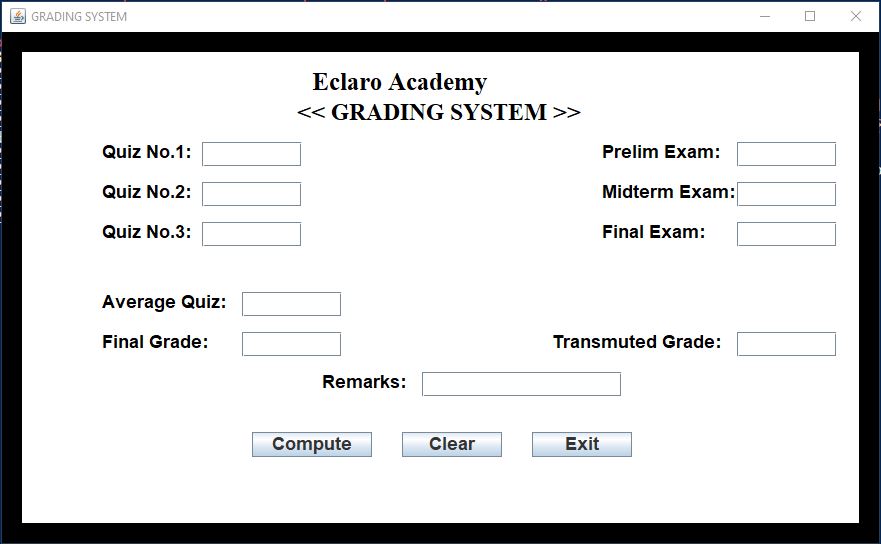 GRADING SYSTEM
Eclaro Academy
<< GRADING SYSTEM >>
Quiz No.1: Prelim Exam:
Quiz No.2: Midterm Exam:
Quiz No.3: Final Exam:
Average Quiz:
Final Grade: Transmuted Grade:
Remarks:
Compute Clear Exit